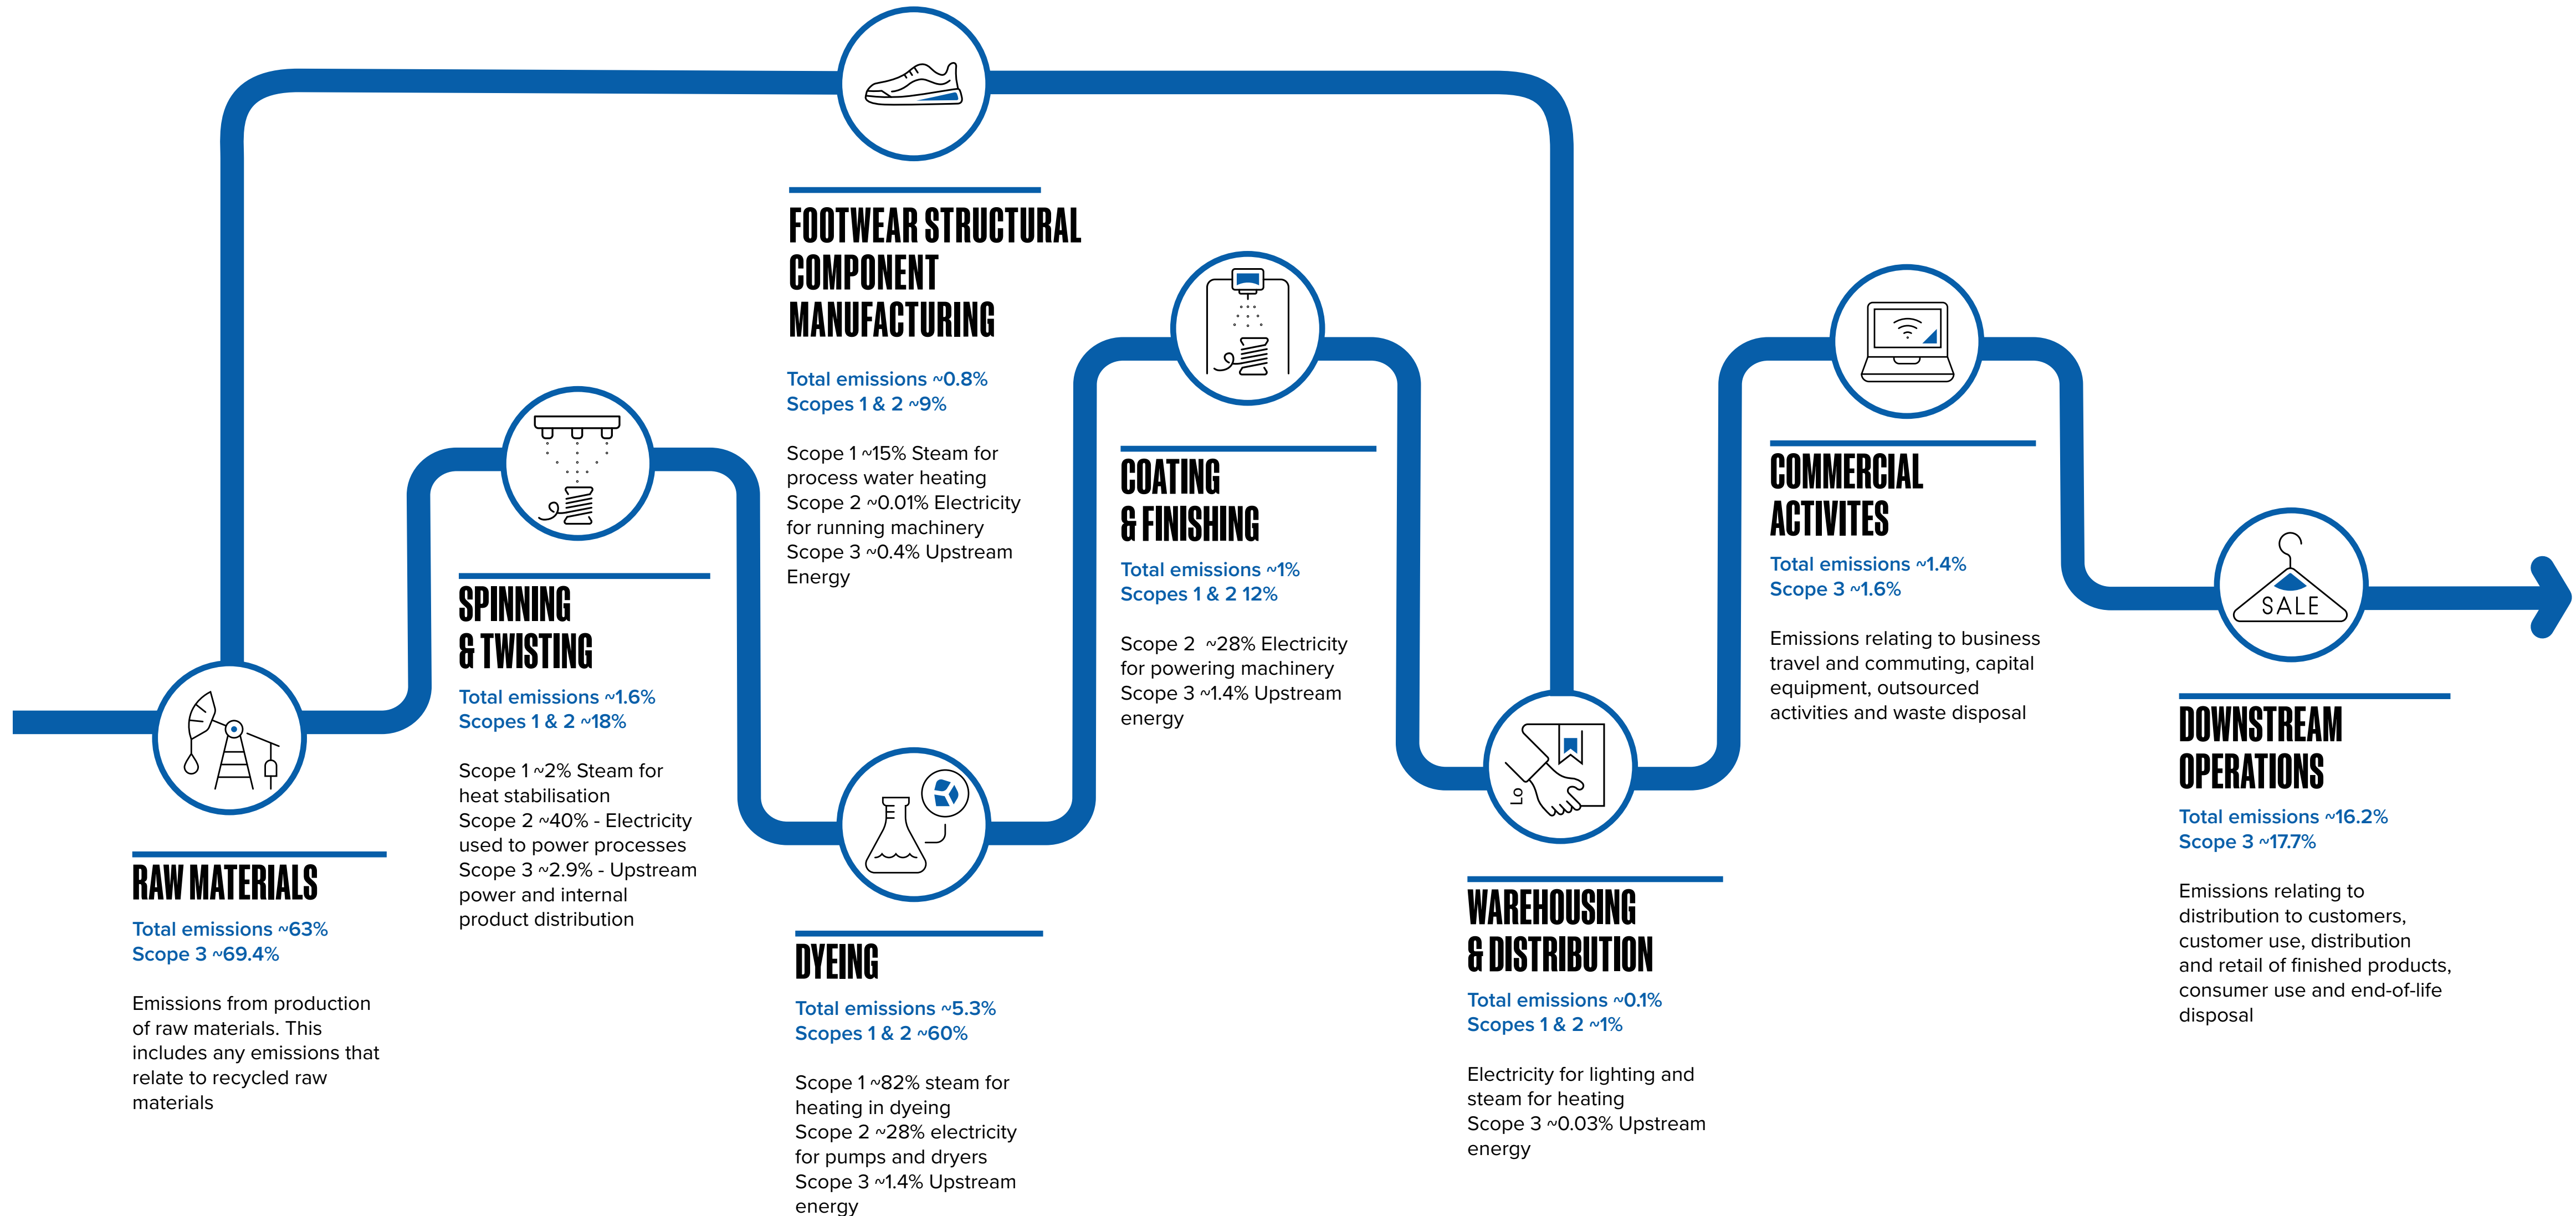 FOOTWEAR STRUCTURAL
COMPONENT
MANUFACTURING
Total emissions ~0.8%
Scopes 1 & 2 ~9%
Scope 1 ~15% Steam for
process water heating
Scope 2 ~0.01% Electricity
for running machinery
Scope 3 ~0.4% Upstream
Energy
RAW MATERIALS
Total emissions ~63%
Scope 3 ~69.4%
Emissions from production
of raw materials. This
includes any emissions that
relate to recycled raw
materials
SPINNING
& TWISTING
Total emissions ~1.6%
Scopes 1 & 2 ~18%
Scope 1 ~2% Steam for
heat stabilisation
Scope 2 ~40% - Electricity
used to power processes
Scope 3 ~2.9% - Upstream
power and internal
product distribution
DYEING
Total emissions ~5.3%
Scopes 1 & 2 ~60%
Scope 1 ~82% steam for
heating in dyeing
Scope 2 ~28% electricity
for pumps and dryers
Scope 3 ~1.4% Upstream
energy
COATING
& FINISHING
Total emissions ~1%
Scopes 1 & 2 12%
Scope 2 ~28% Electricity
for powering machinery
Scope 3 ~1.4% Upstream
energy
Lo
WAREHOUSING
& DISTRIBUTION
Total emissions ~0.1%
Scopes 1 & 2 ~1%
Electricity for lighting and
steam for heating
Scope 3 ~0.03% Upstream
energy
COMMERCIAL
ACTIVITES
Total emissions ~1.4%
Scope 3 ~1.6%
Emissions relating to business
travel and commuting, capital
equipment, outsourced
activities and waste disposal
SALE
DOWNSTREAM
OPERATIONS
Total emissions ~16.2%
Scope 3 ~17.7%
Emissions relating to
distribution to customers,
customer use, distribution
and retail of finished products,
consumer use and end-of-life
disposal